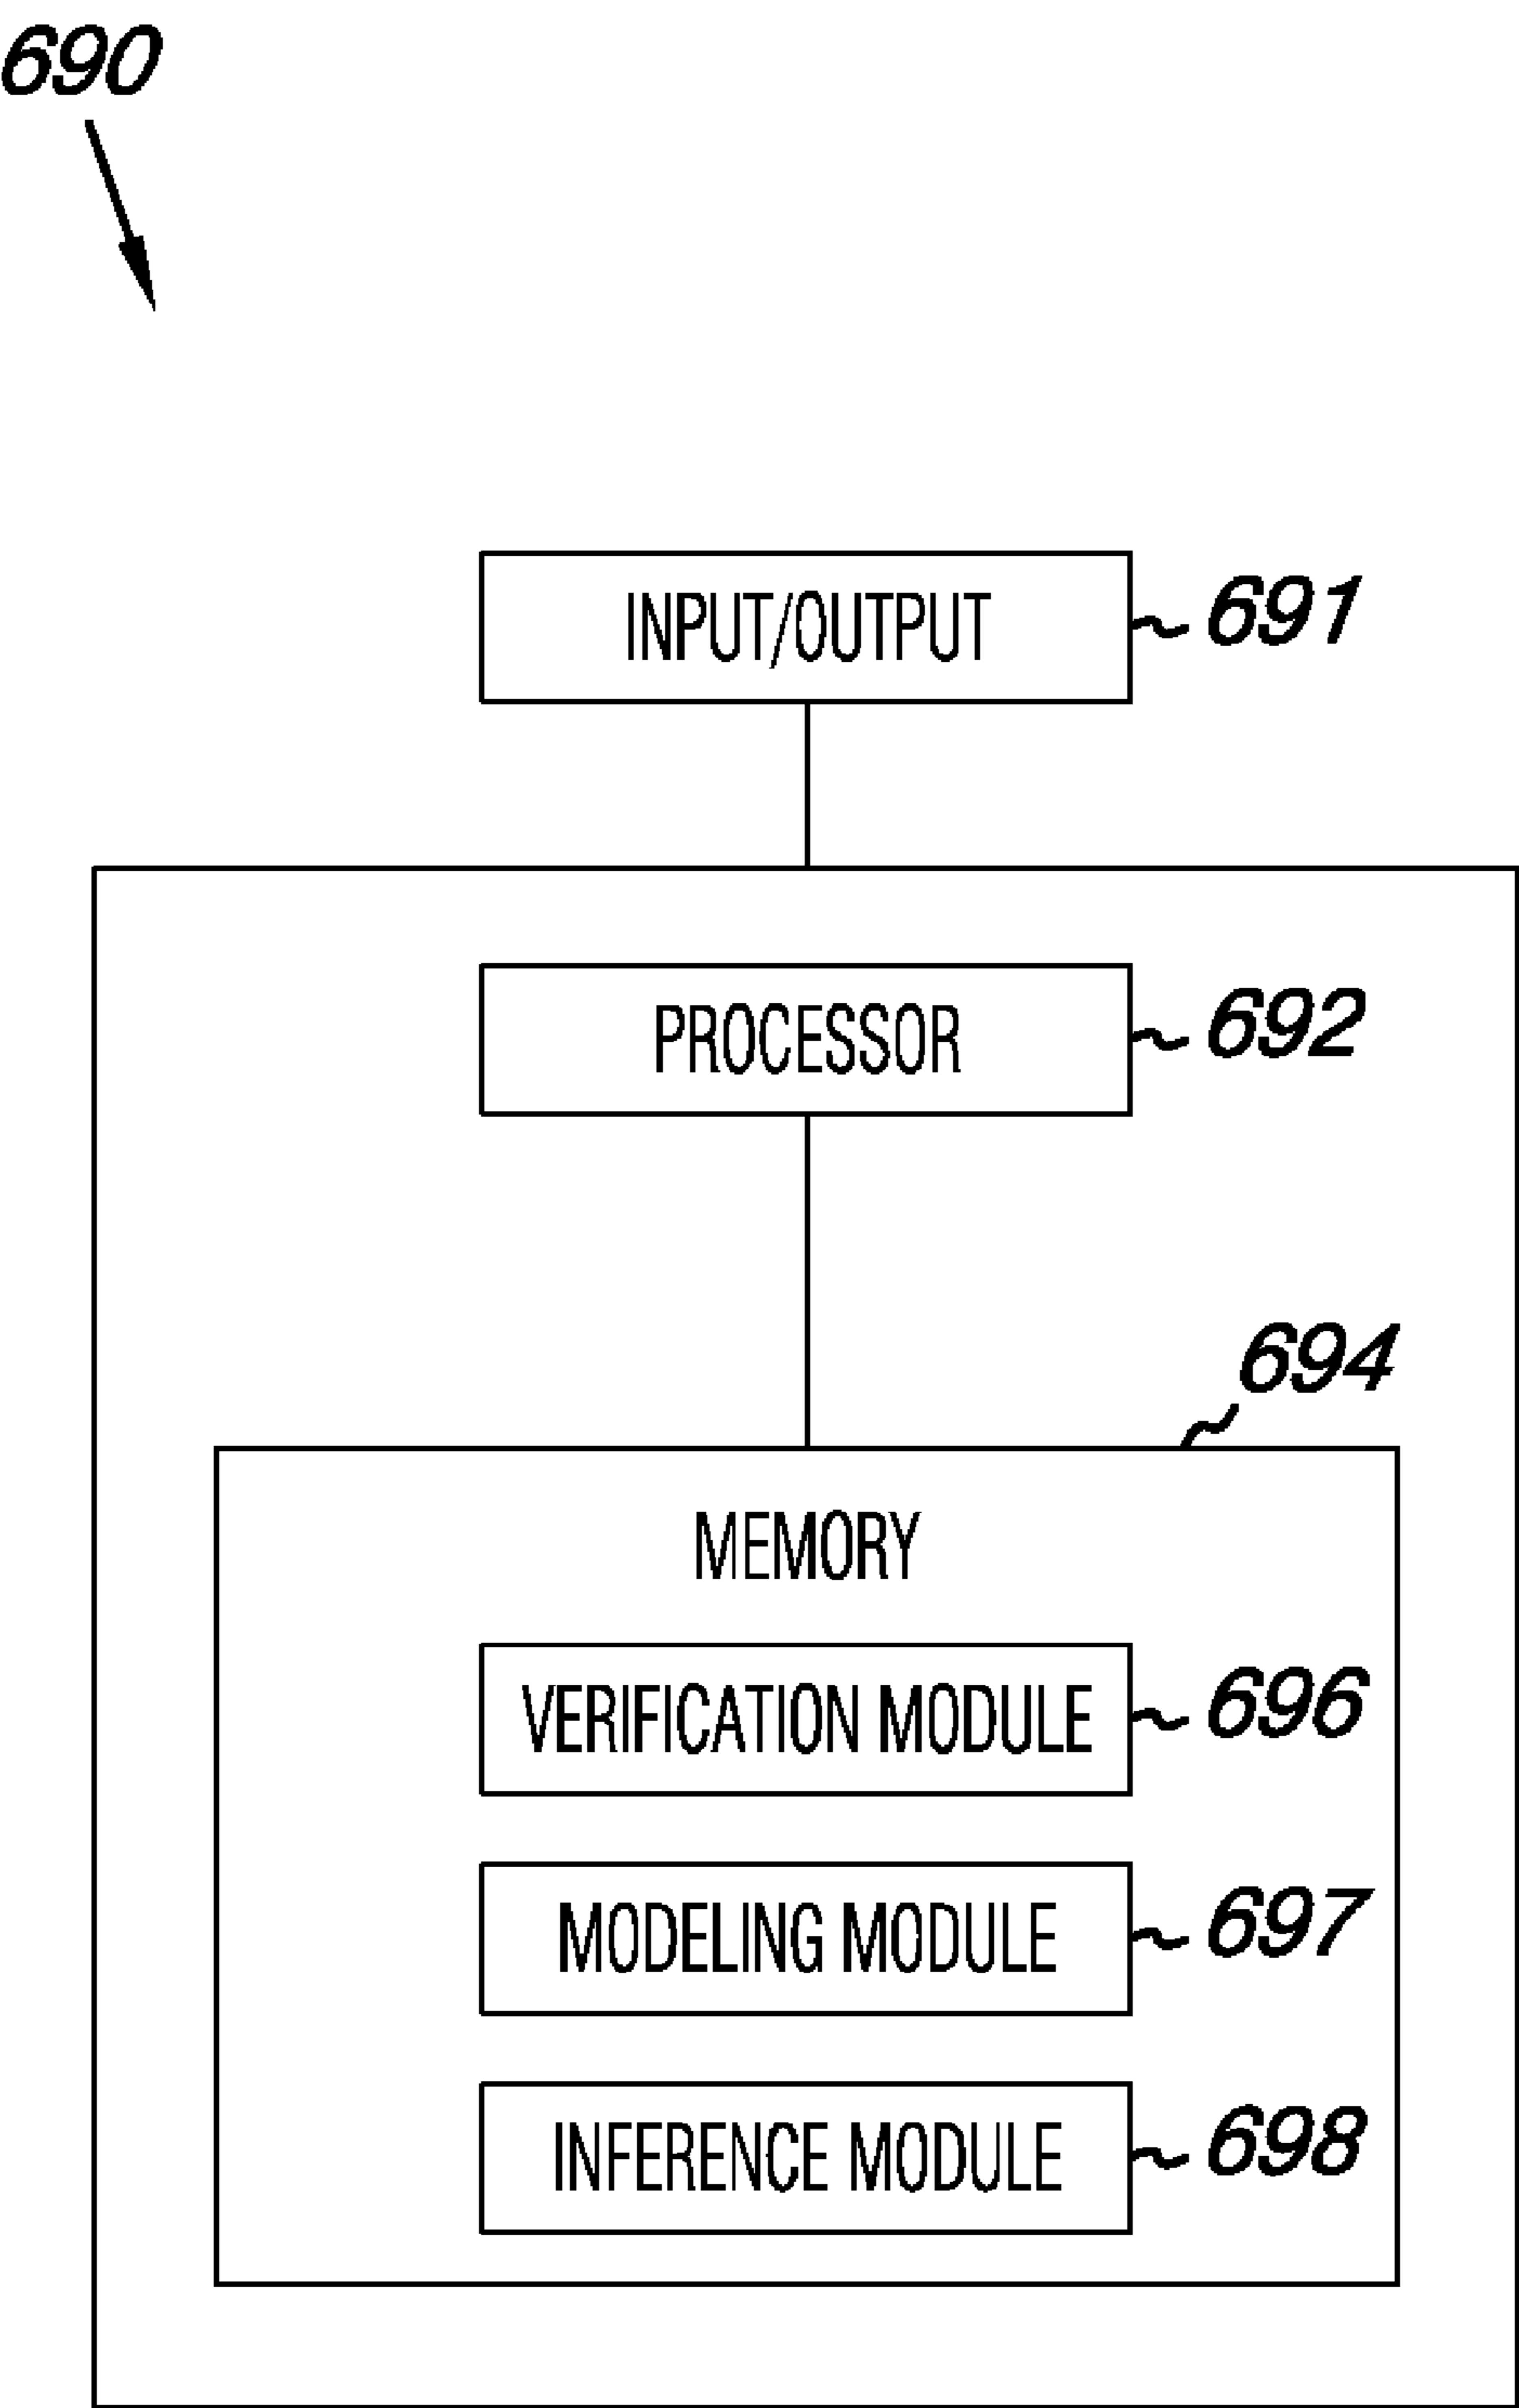 690
INPUT/OUTPUT 691
PROCESSOR 692
694
MEMORY
VERIFICATION MODULE 696
MODELING MODULE 697
INFERENCE MODULE 698